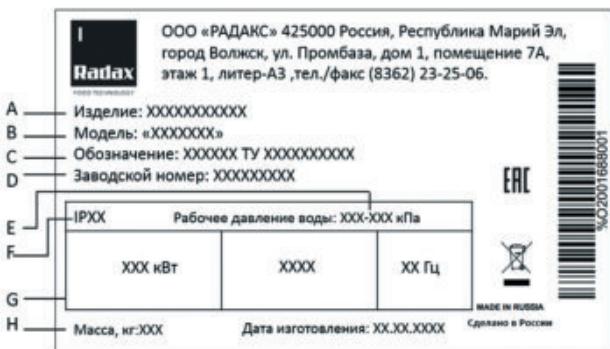 I
Radax
FOOD TECHNOLOGY
ООО «РАДАКС» 425000 Россия, Республика Марий Эл,
город Волжск, ул. Промбаза, дом 1, помещение 7А,
этаж 1, литер-А3 ,тел./факс (8362) 23-25-06.
A
Изделие: XXXXXXXXXXX
B
Модель: «XXXXXXX»
C
Обозначение: XXXXXX ТУ XXXXXXXXXX
D
Заводской номер: XXXXXXXXX
EAC
%O2001688001
E
F
IPXX
Рабочее давление воды: XXX-XXX кПа
XXX кВт
XXXX
XX Гц
G
MADE IN RUSSIA
Сделано в России
H
Масса, кг:XXX
Дата изготовления: XX.XX.XXXX